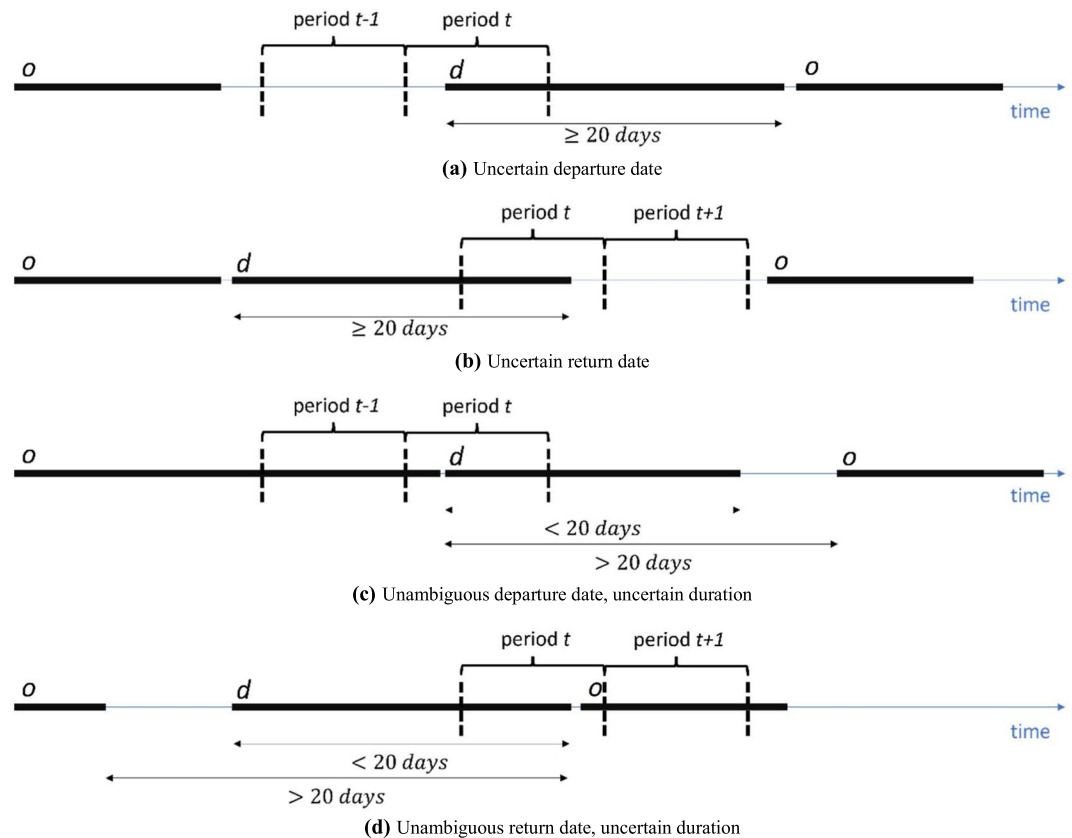 period t-1 period t
o d o
time
≥ 20 days
(a) Uncertain departure date
period t period t+1
o d o
time
≥ 20 days
(b) Uncertain return date
period t-1 period t
o d o
time
< 20 days
> 20 days
(c) Unambiguous departure date, uncertain duration
period t period t+1
o d o
time
< 20 days
> 20 days
(d) Unambiguous return date, uncertain duration